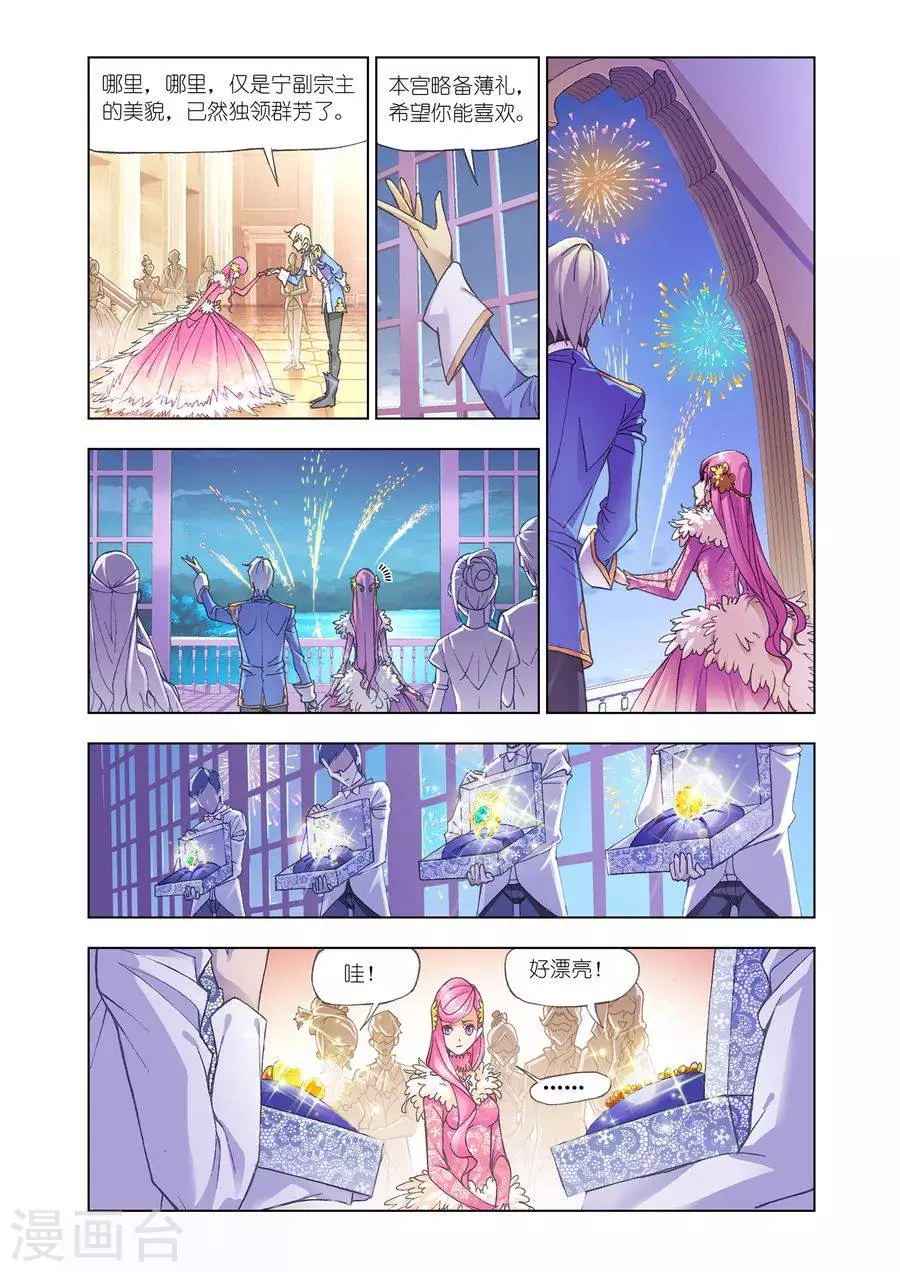 哪里，哪里，仅是宁副宗主
的美貌，已然独领群芳了。
本宫略备薄礼，
希望你能喜欢。
哇！
好漂亮！
……
漫画台